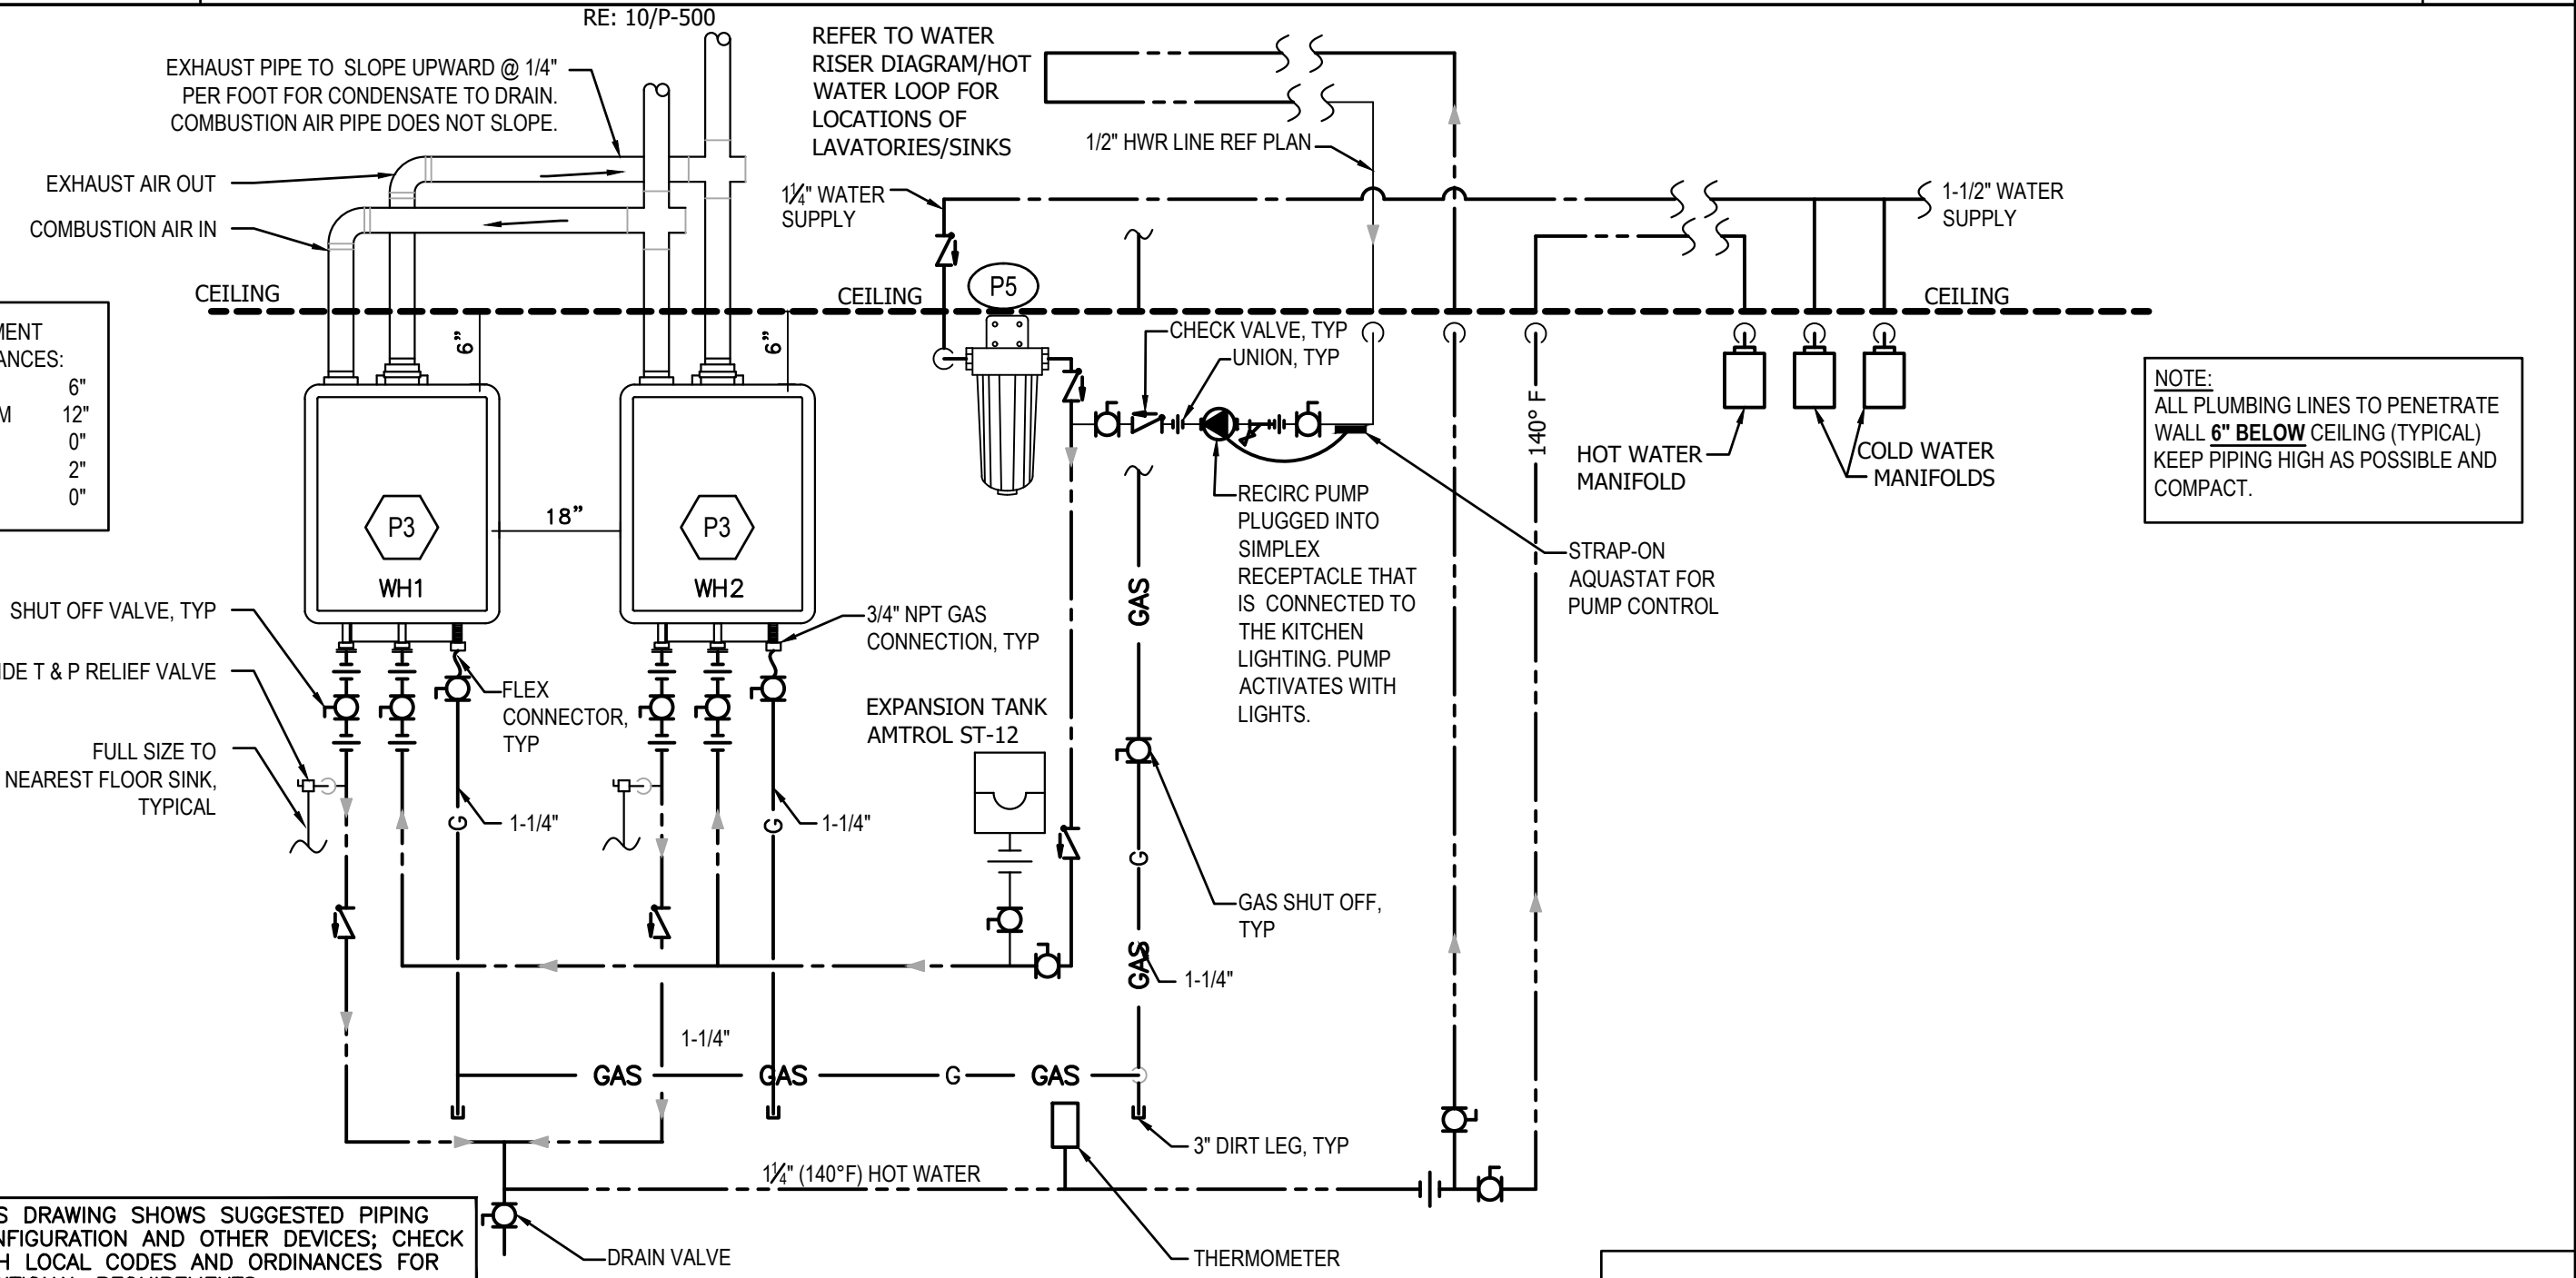 RE: 10/P-500
EXHAUST PIPE TO SLOPE UPWARD @ 1/4"
PER FOOT FOR CONDENSATE TO DRAIN.
COMBUSTION AIR PIPE DOES NOT SLOPE.
EXHAUST AIR OUT
COMBUSTION AIR IN
REFER TO WATER
RISER DIAGRAM/HOT
WATER LOOP FOR
LOCATIONS OF
LAVATORIES/SINKS
1/2" HWR LINE REF PLAN
1¼" WATER
SUPPLY
1-1/2" WATER
SUPPLY
CEILING
CEILING
CEILING
P5
6"
6"
6"
12"
0"
2"
0"
CHECK VALVE, TYP
UNION, TYP
140° F
HOT WATER
MANIFOLD
COLD WATER
MANIFOLDS
NOTE:
ALL PLUMBING LINES TO PENETRATE
WALL 6" BELOW CEILING (TYPICAL)
KEEP PIPING HIGH AS POSSIBLE AND
COMPACT.
P3
WH1
18"
P3
WH2
RECIRC PUMP
PLUGGED INTO
SIMPLEX
RECEPTACLE THAT
IS CONNECTED TO
THE KITCHEN
LIGHTING. PUMP
ACTIVATES WITH
LIGHTS.
STRAP-ON
AQUASTAT FOR
PUMP CONTROL
SHUT OFF VALVE, TYP
T & P RELIEF VALVE
FULL SIZE TO
NEAREST FLOOR SINK,
TYPICAL
FLEX
CONNECTOR,
TYP
3/4" NPT GAS
CONNECTION, TYP
EXPANSION TANK
AMTROL ST-12
GAS
G
1-1/4"
G
1-1/4"
G
GAS SHUT OFF,
TYP
GAS
1-1/4"
1-1/4"
GAS
GAS
G
GAS
3" DIRT LEG, TYP
1¼" (140°F) HOT WATER
DRAIN VALVE
THERMOMETER
DRAWING SHOWS SUGGESTED PIPING
AND OTHER DEVICES; CHECK
LOCAL CODES AND ORDINANCES FOR